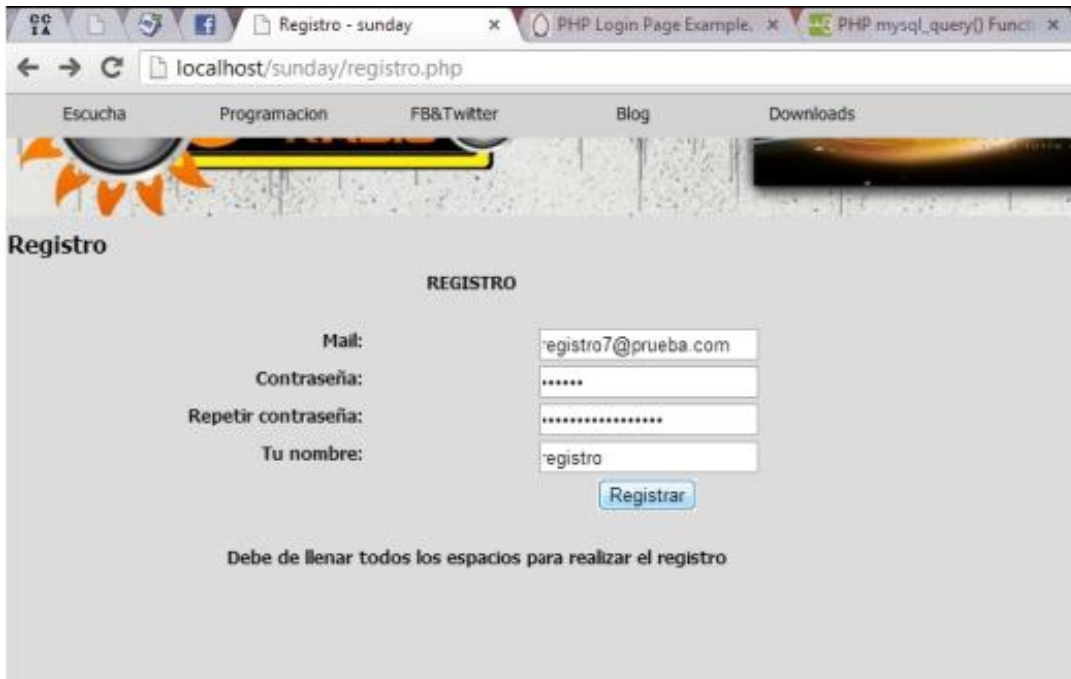 CC
IA
Registro - sunday
PHP Login Page Example.
PHP mysql_query() Functi
localhost/sunday/registro.php
Escucha Programacion FB&Twitter Blog Downloads
Registro
REGISTRO
Mail: registro7@prueba.com
Contraseña: ••••••
Repetir contraseña: •••••••••••••••••
Tu nombre: registro
Registrar
Debe de llenar todos los espacios para realizar el registro